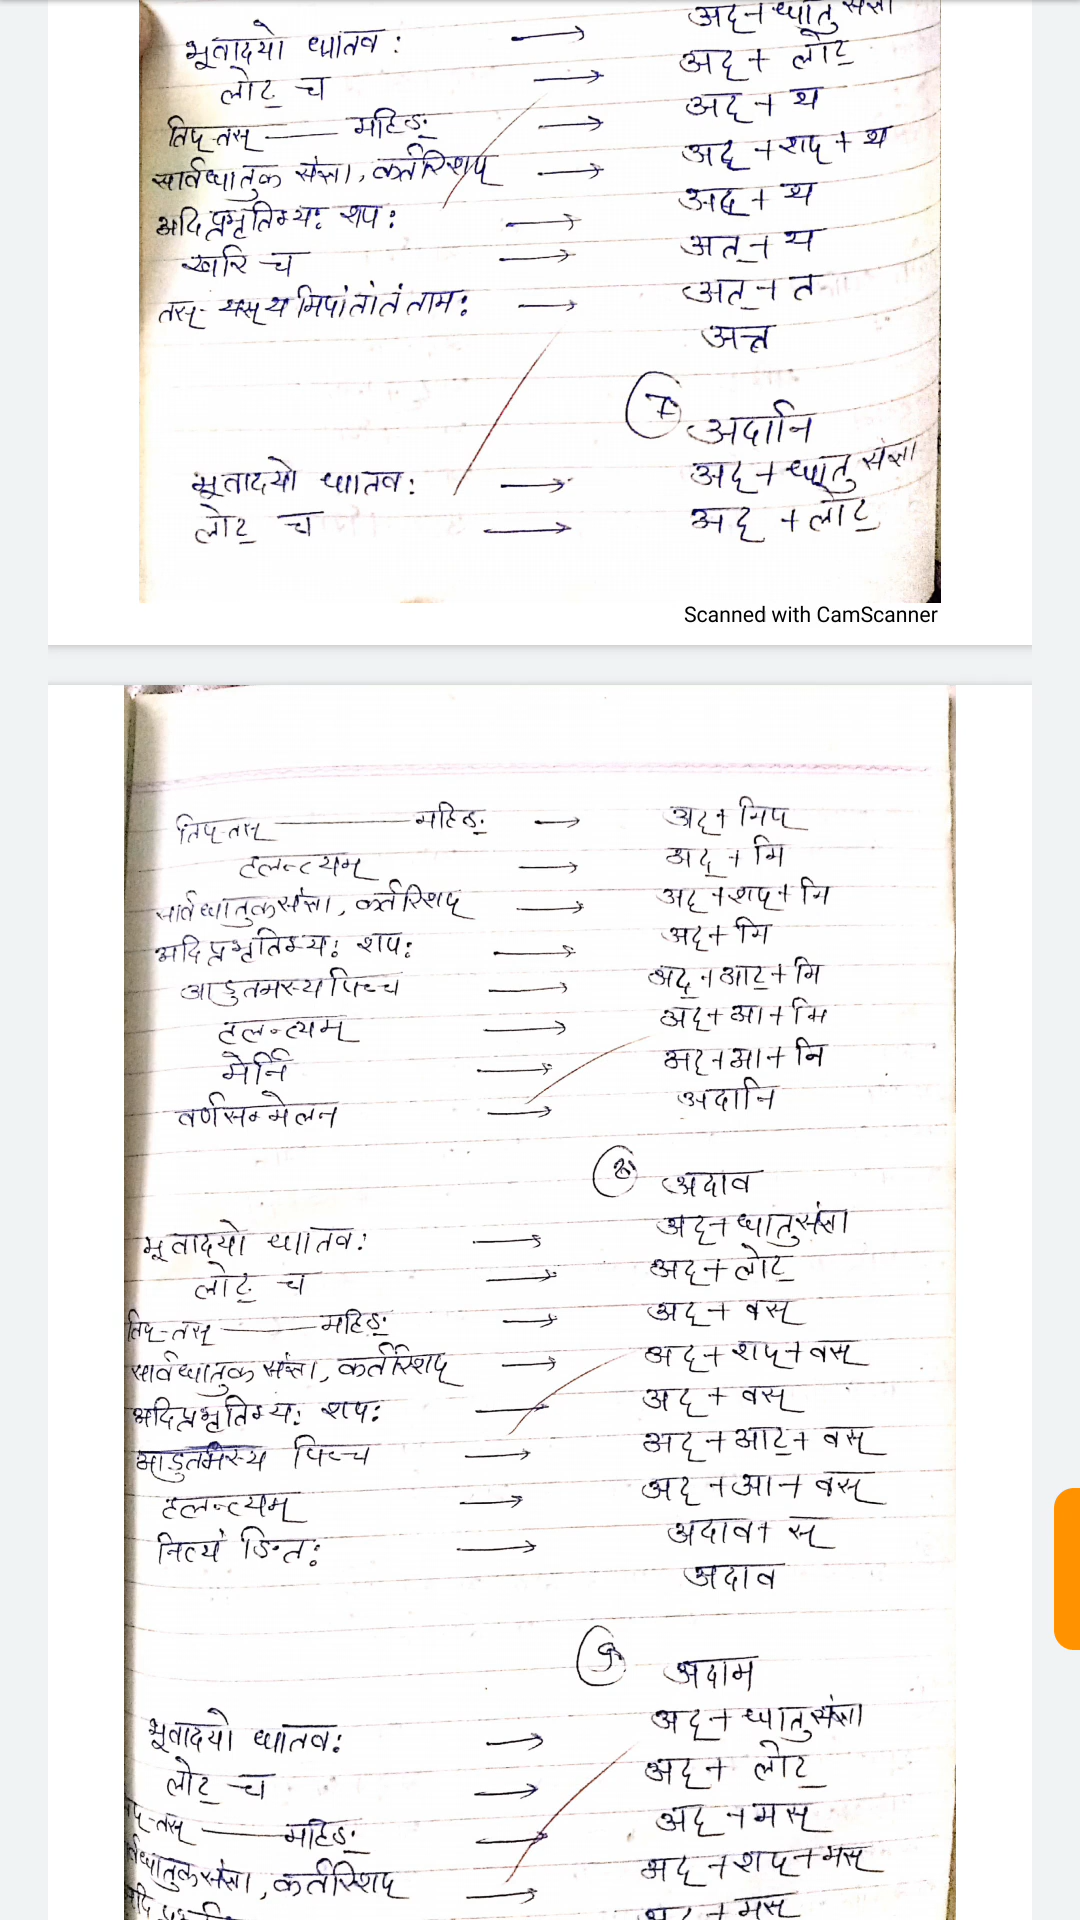 अद् + धातु संज्ञा
भूवादयो धातवः → अद् + लोट्
लोट् च → अद् + थ
तिप्-तस् —— महिङ् → अद् + शप् + थ
सार्वधातुक संज्ञा, कर्तरिशप् → अद् + थ
अदिप्रभृतिभ्यः शपः → अत् + थ
खरि च → अत् + त
तस्-थस्थमिपांतांतंतामः → अत्त
7
अदानि
भूवादयो धातवः → अद् + धातु संज्ञा
लोट् च → अद् + लोट्
Scanned with CamScanner
तिप्-तस् —— महिङ् → अद् + मिप्
हलन्त्यम् → अद् + मि
सार्वधातुकसंज्ञा, कर्तरिशप् → अद् + शप् + मि
अदिप्रभृतिभ्यः शपः → अद् + मि
आडुत्तमस्यपिच्च → अद् + आट् + मि
हलन्त्यम् → अद् + आ + मि
मेर्निः → अद् + आ + नि
वर्णसम्मेलन → अदानि
8
अदाव
भूवादयो धातवः → अद् + धातुसंज्ञा
लोट् च → अद् + लोट्
तिप्-तस् —— महिङ् → अद् + वस्
सार्वधातुक संज्ञा, कर्तरिशप् → अद् + शप् + वस्
अदिप्रभृतिभ्यः शपः → अद् + वस्
आडुतमस्य पिच्च → अद् + आट् + वस्
हलन्त्यम् → अद् + आ + वस्
नित्यं ङितः → अदाव + स्
अदाव
9
अदाम
भूवादयो धातवः → अद् + धातुसंज्ञा
लोट् च → अद् + लोट्
तस् —— महिङ् → अद् + मस्
सार्वधातुकसंज्ञा, कर्तरिशप् → अद् + शप् + मस्
+ मस्